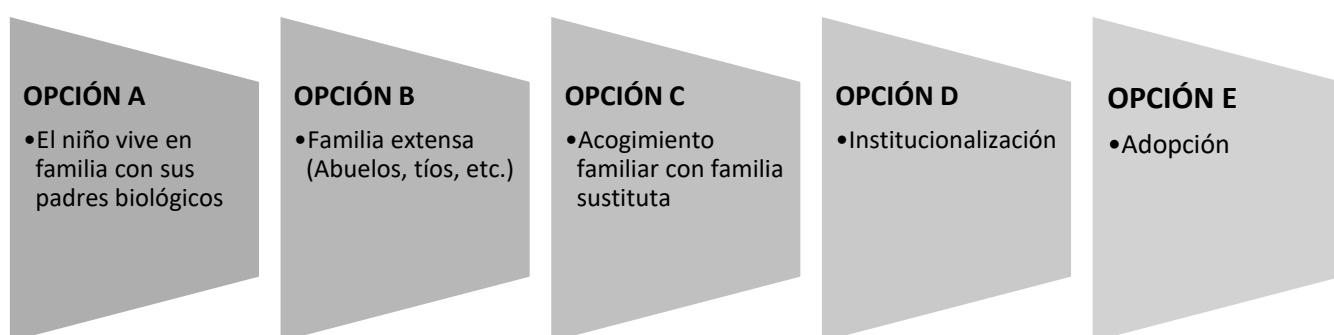 OPCIÓN A
•El niño vive en
familia con sus
padres biológicos
OPCIÓN B
•Familia extensa
(Abuelos, tíos, etc.)
OPCIÓN C
•Acogimiento
familiar con familia
sustituta
OPCIÓN D
•Institucionalización
OPCIÓN E
•Adopción